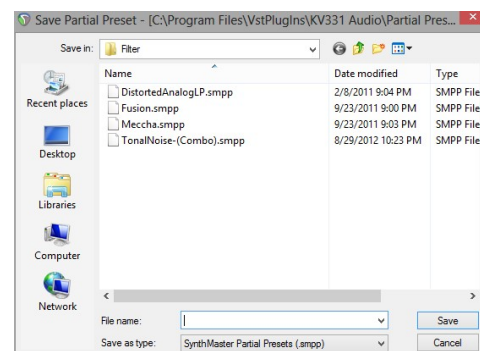 Save Partial Preset - [C:\Program Files\VstPlugIns\KV331 Audio\Partial Pres...
Save in: Filter
Name Date modified Type
DistortedAnalogLP.smpp 2/8/2011 9:04 PM SMPP File
Fusion.smpp 9/23/2011 9:00 PM SMPP File
Meccha.smpp 9/23/2011 9:03 PM SMPP File
TonalNoise-(Combo).smpp 8/29/2012 10:23 PM SMPP File
Recent places
Desktop
Libraries
Computer
Network
File name: Save
Save as type: SynthMaster Partial Presets (.smpp) Cancel